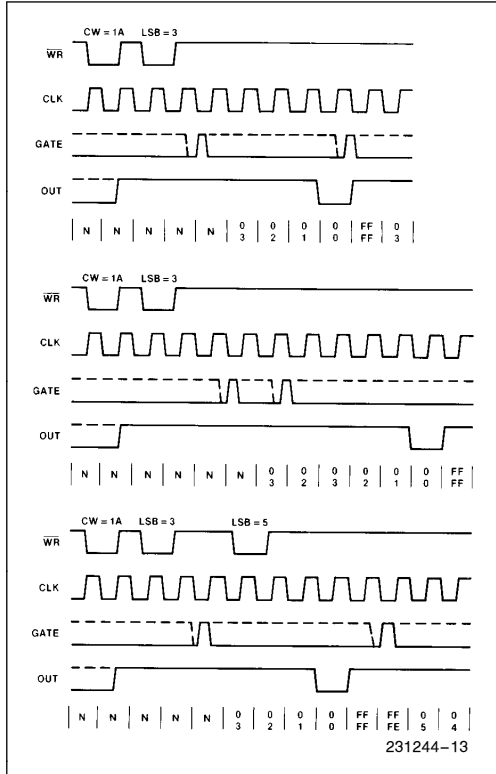 CW = 1A LSB = 3
WR
CLK
GATE
OUT
N N N N N 0 0 0 0 FF 0
3 2 1 0 FF 3
CW = 1A LSB = 3
WR
CLK
GATE
OUT
N N N N N N 0 0 0 0 0 0 FF
3 2 3 2 1 0 FF
CW = 1A LSB = 3 LSB = 5
WR
CLK
GATE
OUT
N N N N N 0 0 0 0 FF FF 0 0
3 2 1 0 FF FE 5 4
231244–13